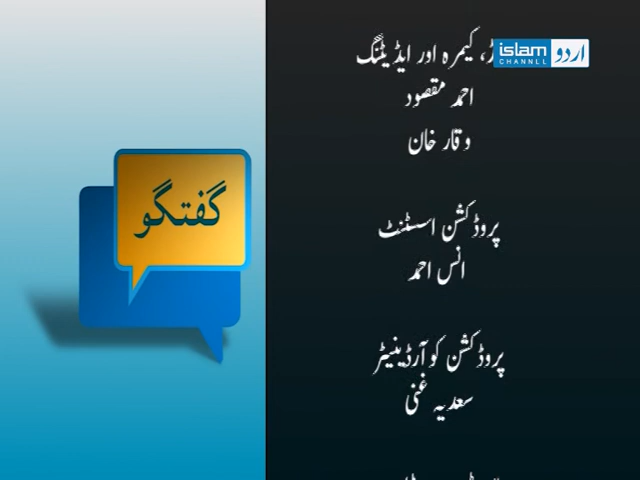 کیمرہ اور ایڈیٹنگ
احمد مقصود
وقار خان
پروڈکشن اسسٹنٹ
انس احمد
پروڈکشن کوآرڈینیٹر
سعدیہ غنی
گفتگو
islam
CHANNEL
اردو